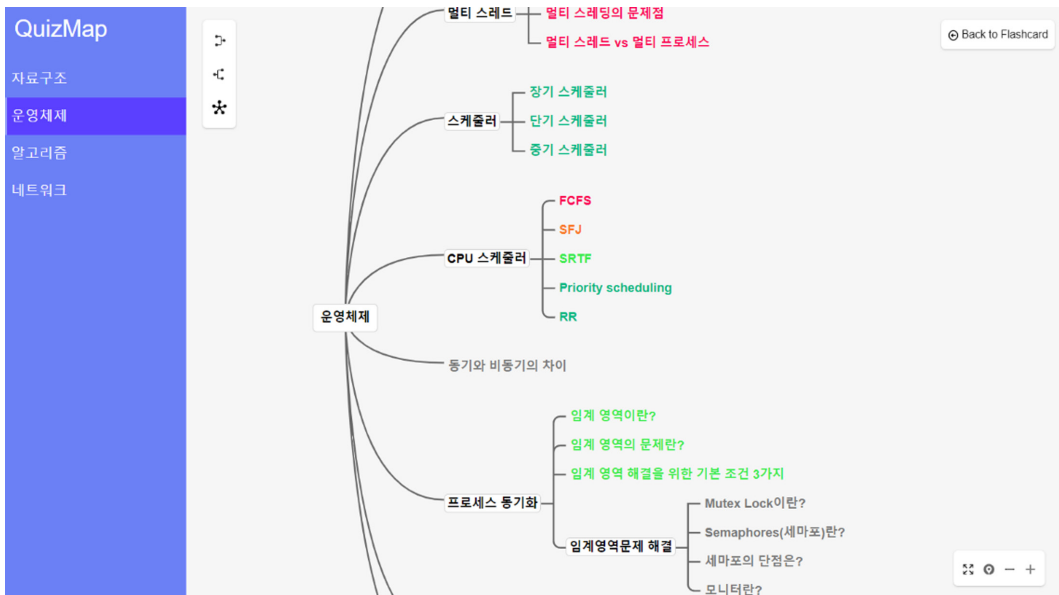 QuizMap
자료구조
운영체제
알고리즘
네트워크
Back to Flashcard
멀티 스레드
멀티 스레딩의 문제점
멀티 스레드 vs 멀티 프로세스
스케줄러
장기 스케줄러
단기 스케줄러
중기 스케줄러
CPU 스케줄러
FCFS
SFJ
SRTF
Priority scheduling
RR
운영체제
동기와 비동기의 차이
프로세스 동기화
임계 영역이란?
임계 영역의 문제란?
임계 영역 해결을 위한 기본 조건 3가지
임계영역문제 해결
Mutex Lock이란?
Semaphores(세마포)란?
세마포의 단점은?
모니터란?